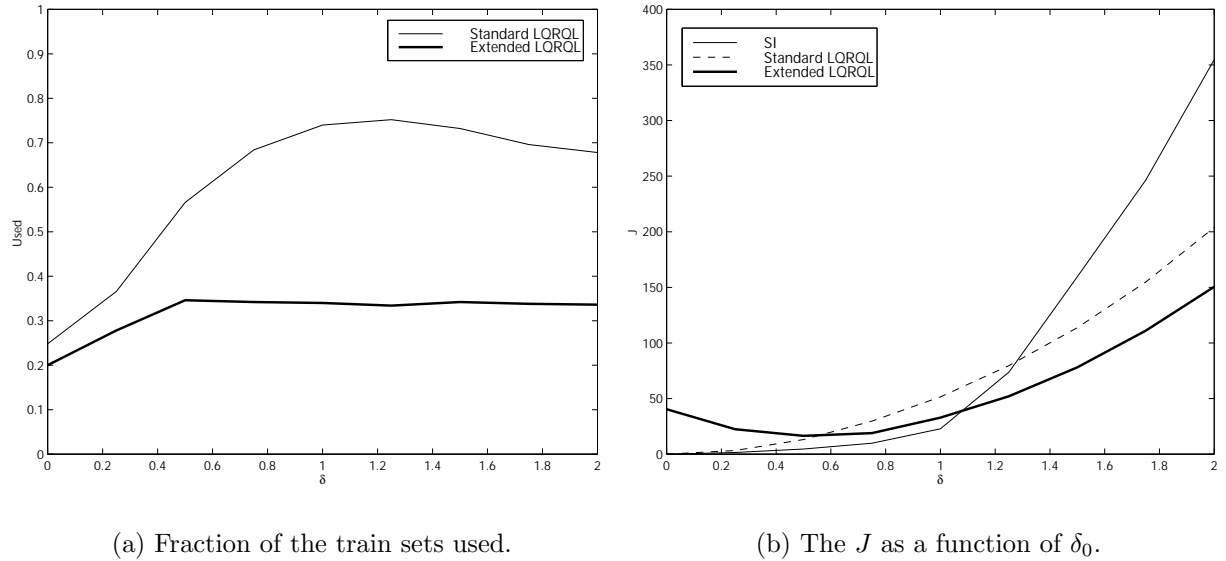 1
0.9
0.8
0.7
0.6
0.5
0.4
0.3
0.2
0.1
0
Used
0 0.2 0.4 0.6 0.8 1 1.2 1.4 1.6 1.8 2
δ
Standard LQRQL
Extended LQRQL
(a) Fraction of the train sets used.
400
350
300
250
200
150
100
50
0
J
0 0.2 0.4 0.6 0.8 1 1.2 1.4 1.6 1.8 2
δ
SI
Standard LQRQL
Extended LQRQL
(b) The J as a function of δ₀.